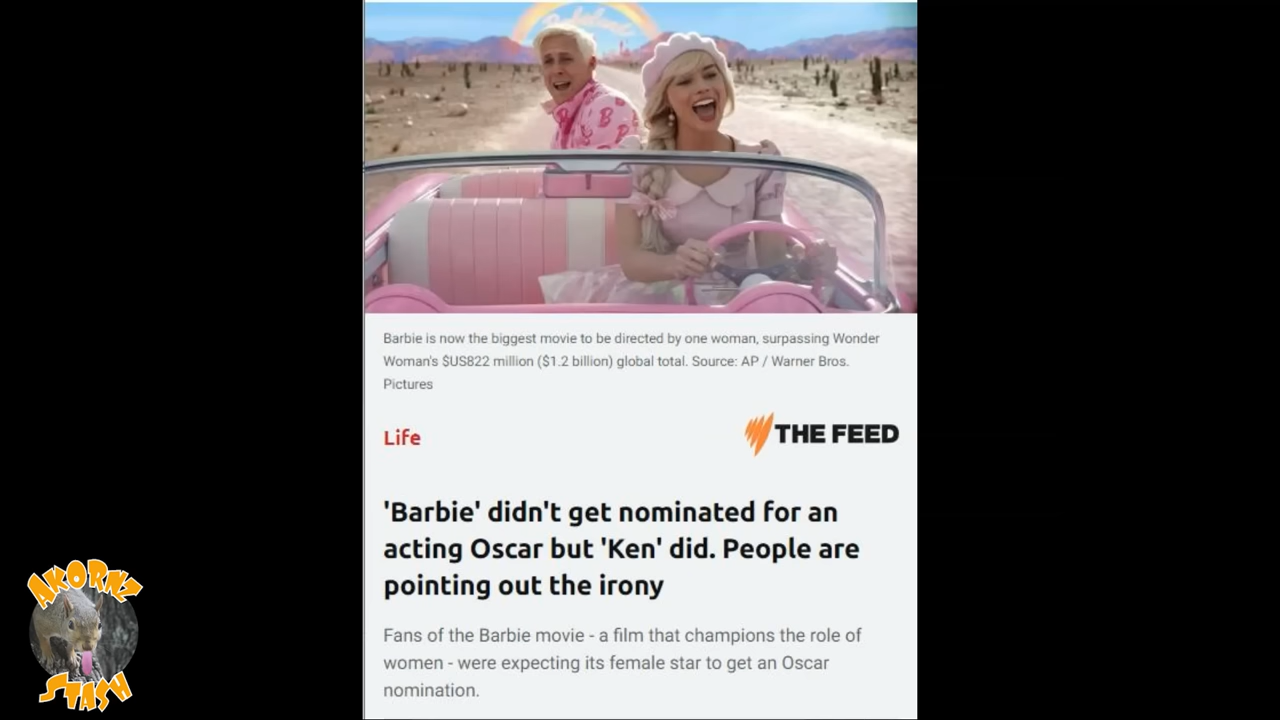 Barbie is now the biggest movie to be directed by one woman, surpassing Wonder
Woman's $US822 million ($1.2 billion) global total. Source: AP / Warner Bros.
Pictures
Life
THE FEED
'Barbie' didn't get nominated for an
acting Oscar but 'Ken' did. People are
pointing out the irony
Fans of the Barbie movie - a film that champions the role of
women - were expecting its female star to get an Oscar
nomination.
AKORNZ
STASH